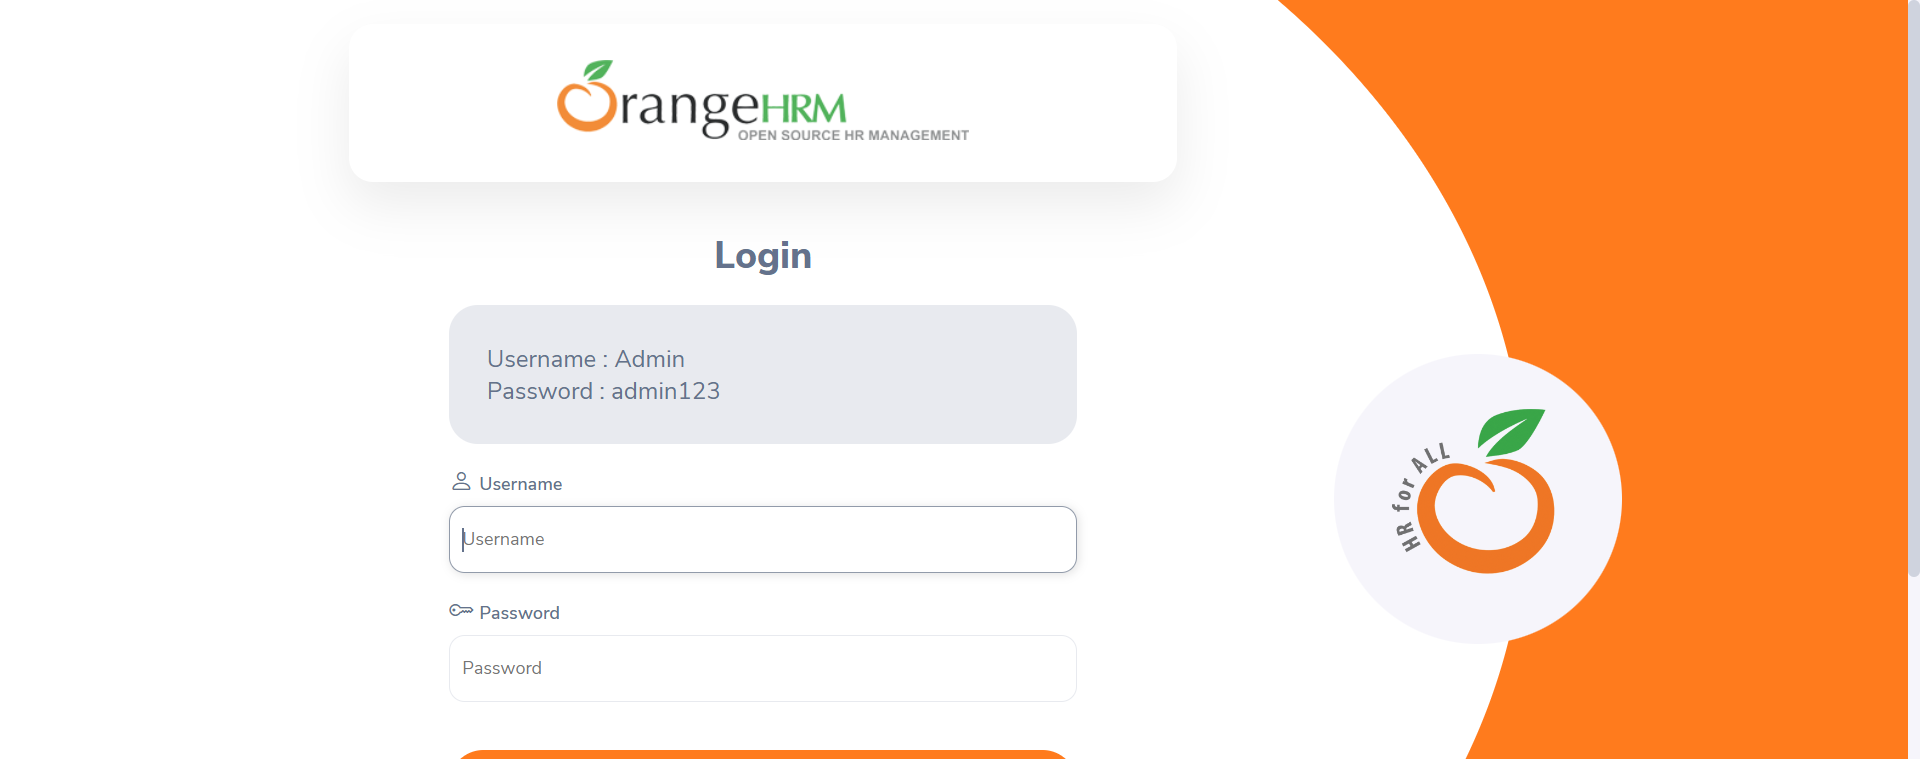 OrangeHRM
OPEN SOURCE HR MANAGEMENT
Login
Username : Admin
Password : admin123
Username
Username
Password
Password
HR for ALL